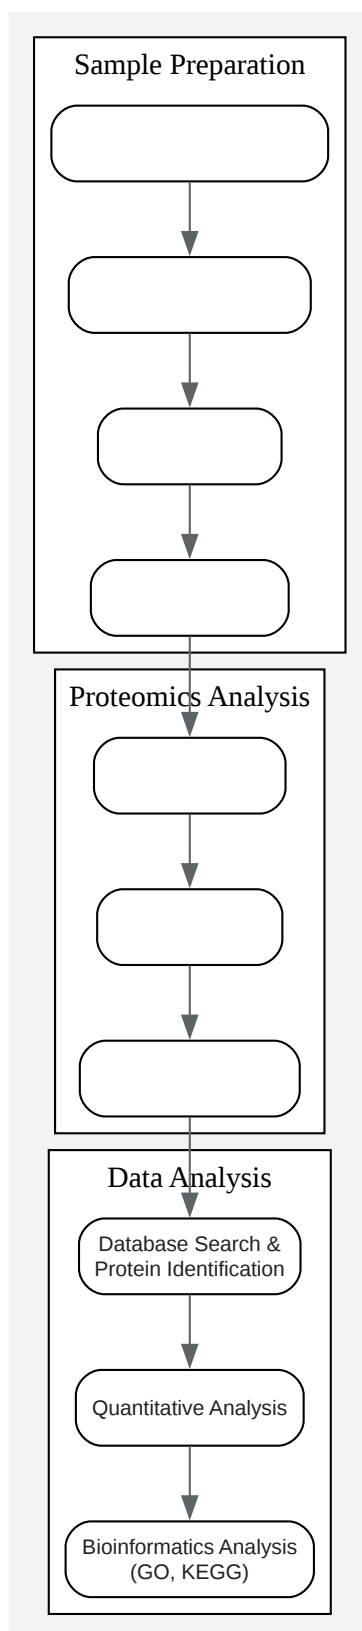 Sample Preparation
Proteomics Analysis
Data Analysis
Database Search &
Protein Identification
Quantitative Analysis
Bioinformatics Analysis
(GO, KEGG)